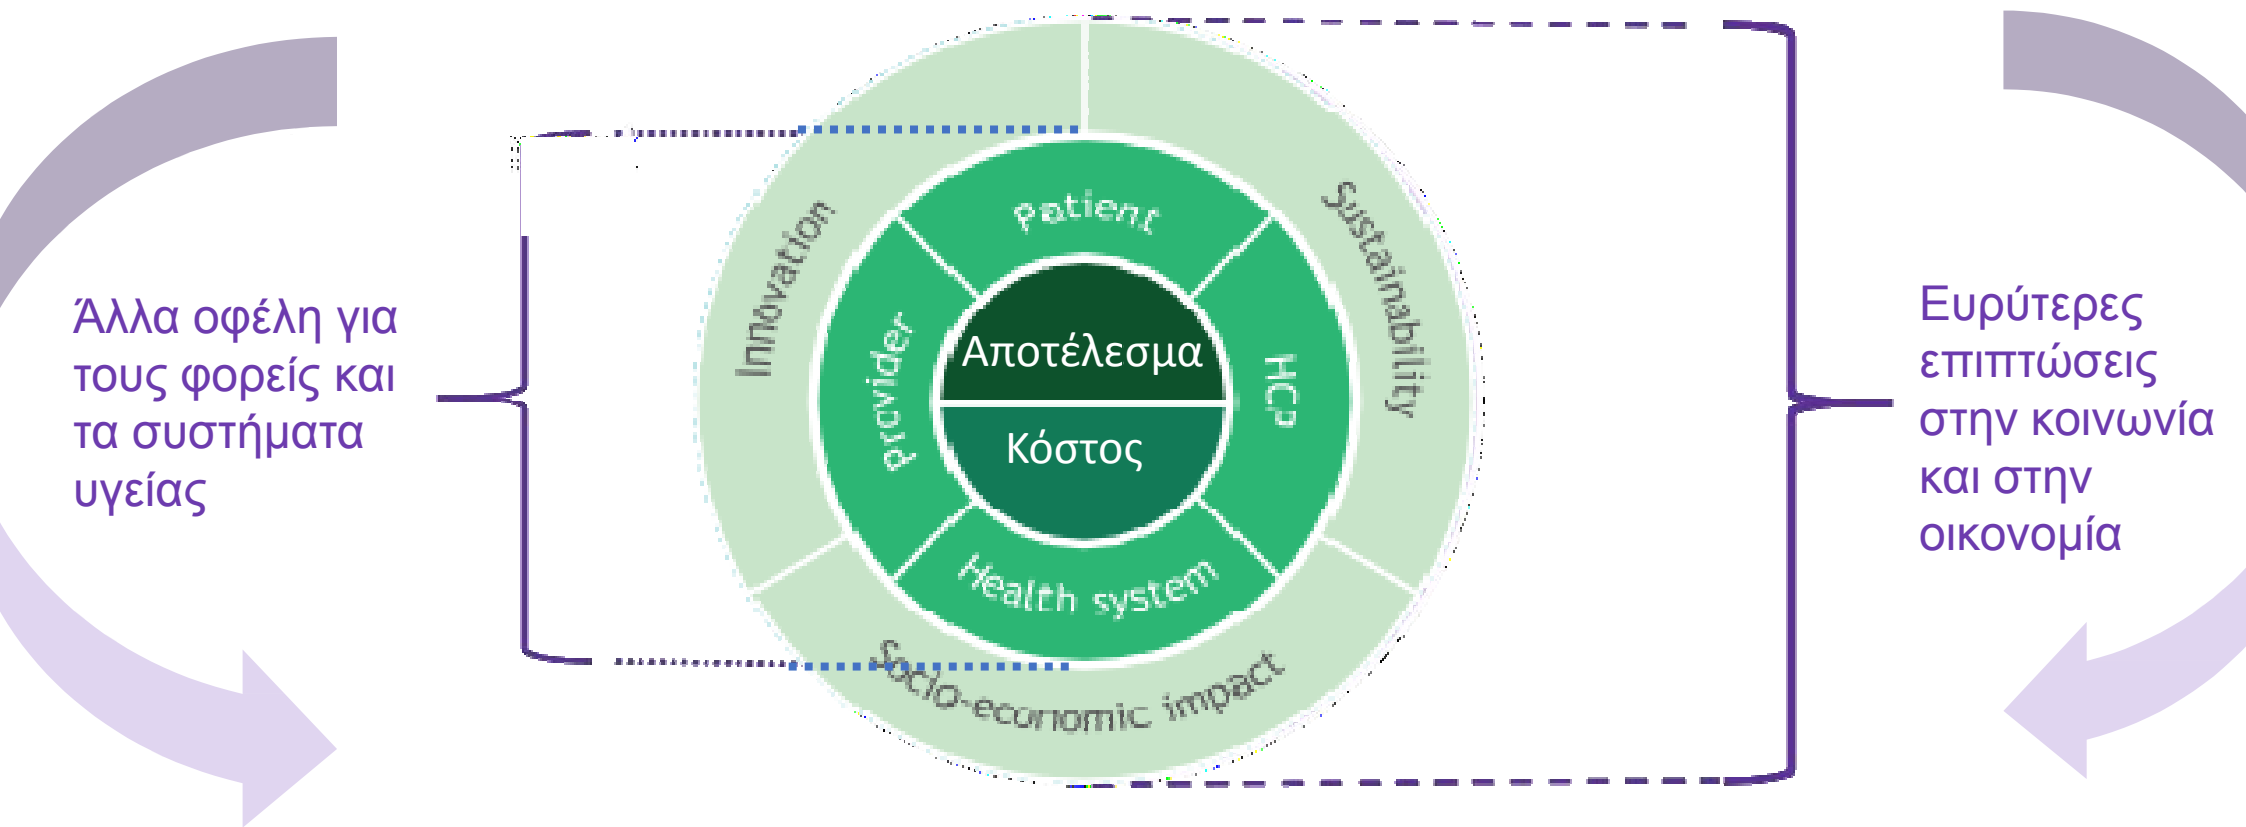 Άλλα οφέλη για
τους φορείς και
τα συστήματα
υγείας
Innovation
Sustainability
Socio-economic impact
Patient
Provider
HCP
Health system
Αποτέλεσμα
Κόστος
Ευρύτερες
επιπτώσεις
στην κοινωνία
και στην
οικονομία